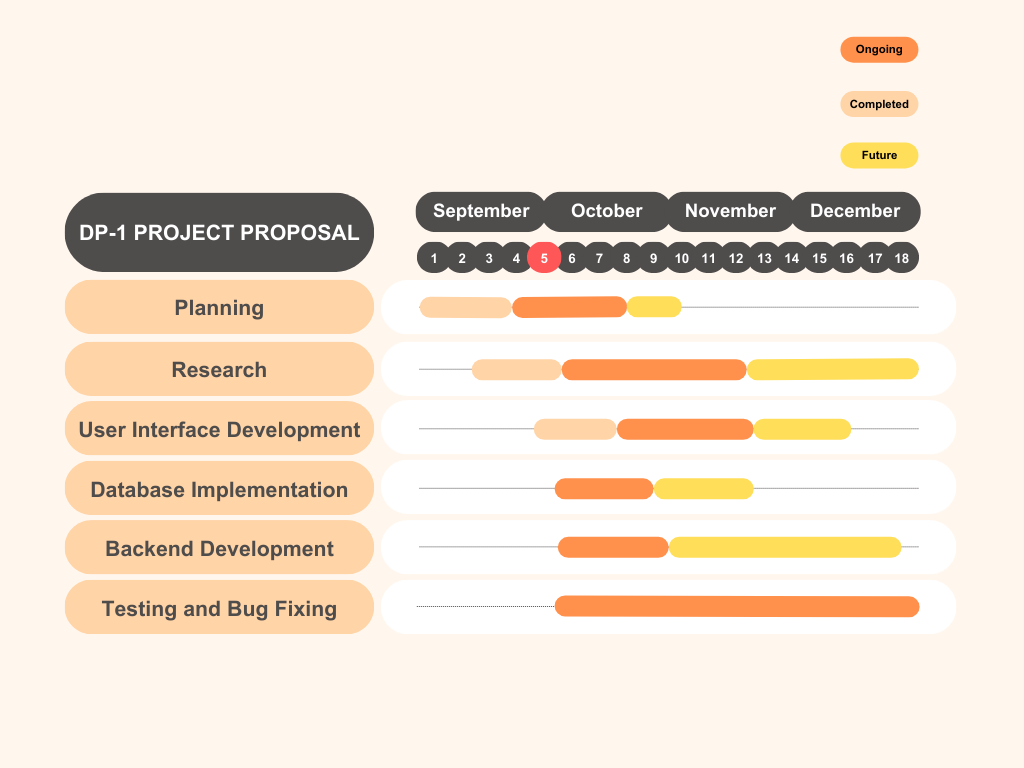 Ongoing
Completed
Future
DP-1 PROJECT PROPOSAL
September October November December
1 2 3 4 5 6 7 8 9 10 11 12 13 14 15 16 17 18
Planning
Research
User Interface Development
Database Implementation
Backend Development
Testing and Bug Fixing